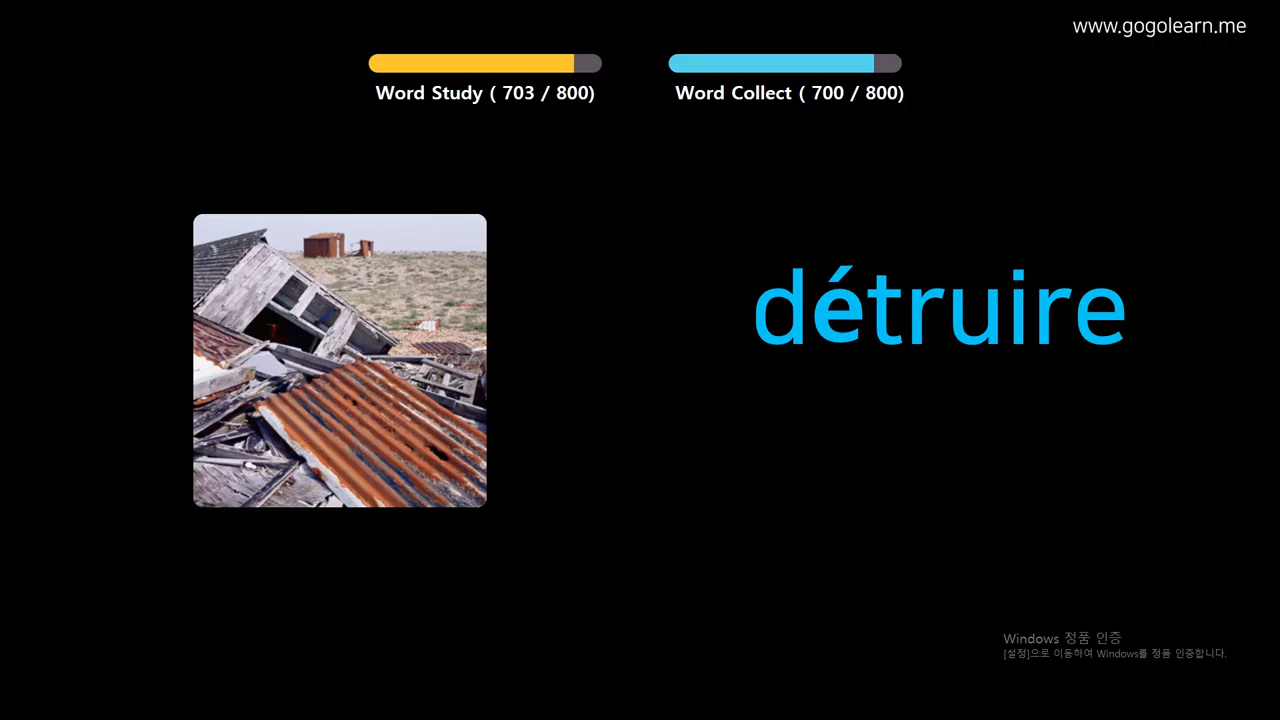 www.gogolearn.me
Word Study ( 703 / 800)
Word Collect ( 700 / 800)
détruire
Windows 정품 인증
[설정]으로 이동하여 Windows를 정품 인증합니다.